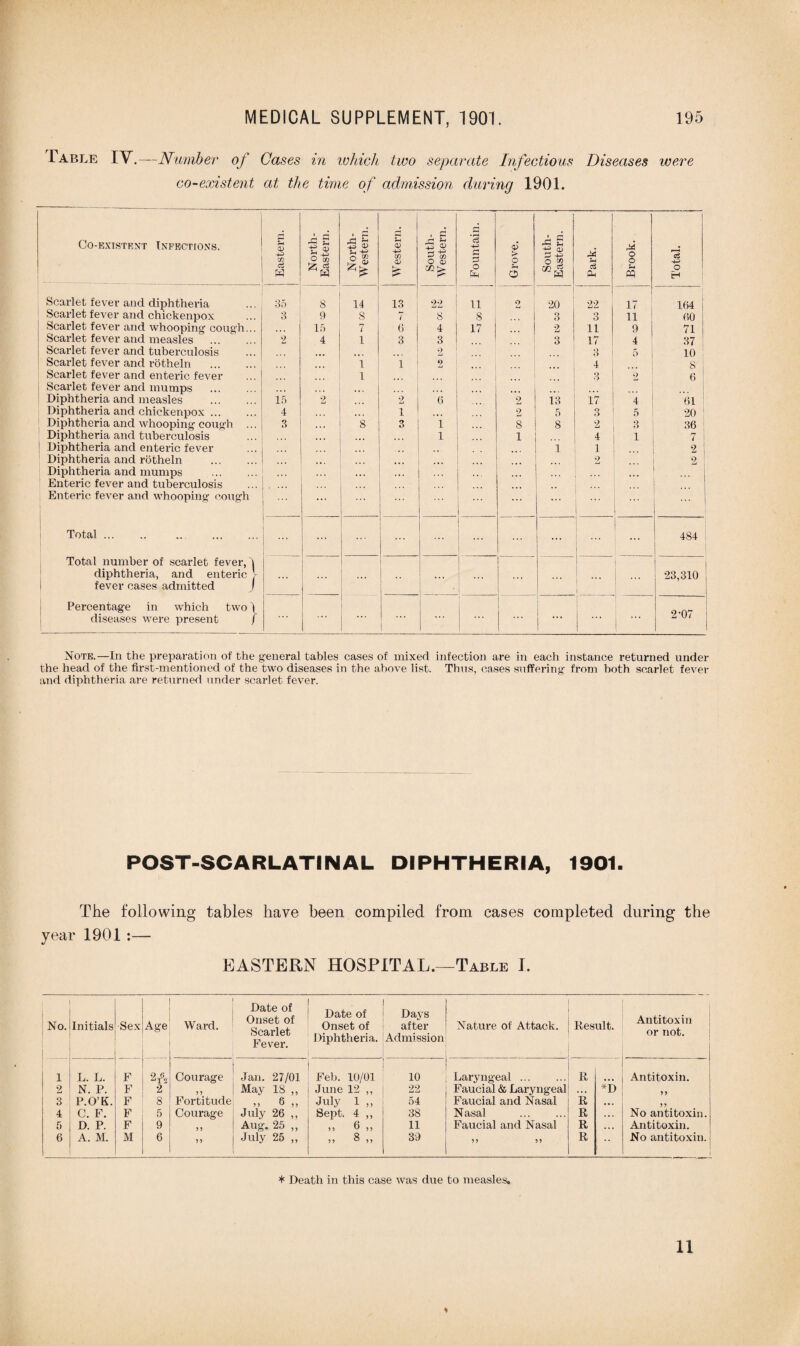 MEDICAL SUPPLEMENT, 1901. 195
TABLE IV.—Number of Cases in which two separate Infectious Diseases were
co-existent at the time of admission during 1901.
CO-EXISTENT INFECTIONS. Eastern. North-Eastern. North-Western. Western. South-Western. Fountain. Grove. South-Eastern. Park. Brook. Total.
Scarlet fever and diphtheria ... 35 8 14 13 22 11 2 20 22 17 164
Scarlet fever and chickenpox ... 3 9 8 7 8 8 ... 3 3 11 60
Scarlet fever and whooping cough... ... 15 7 6 4 17 ... 2 11 9 71
Scarlet fever and measles ... ... 2 4 1 3 3 ... ... 3 17 4 37
Scarlet fever and tuberculosis ... ... ... ... ... 2 ... ... ... 3 5 10
Scarlet fever and rötheln ... ... ... ... 1 1 2 ... ... ... 4 ... 8
Scarlet fever and enteric fever ... ... ... 1 ... ... ... ... ... 3 2 6
Scarlet fever and mumps ... ... ... ... ... ... ... ... ... ... ... ... ...
Diphtheria and measles ... ... 15 2 ... 2 6 ... 2 13 17 4 61
Diphtheria and chickenpox ... ... 4 ... ... 1 ... ... 2 5 3 5 20
Diphtheria and whooping cough ... 3 ... 8 3 1 ... 8 8 2 3 36
Diphtheria and tuberculosis ... ... ... ... ... 1 ... 1 ... 4 1 7
Diphtheria and enteric fever ... ... ... ... ... .. . . ... 1 1 ... 2
Diphtheria and rötheln ... ... ... ... ... ... ... ... ... ... 2 ... 2
Diphtheria and mumps ... ... ... ... ... ... ... ... ... ... ... ... ...
Enteric fever and tuberculosis ... ... ... ... ... ... ... ... .. ... ... ...
Enteric fever and whooping cough ... ... ... ... ... ... ... ... ... ... ...
Total ... .. .. ... ... ... ... ... ... ... ... ... ... ... ... 484
Total number of scarlet fever,
diphtheria, and enteric ... ... ... .. ... ... ... ... ... ... 23,310
fever cases admitted
Percentage in which two
diseases were present ... ... ... ... ... ... ... ... ... ... 2·07
NOTE.—In the preparation of the general tables cases of mixed infection are in each instance returned under
the head of the first-mentioned of the two diseases in the above list. Thus, cases suffering from both scarlet fever
and diphtheria are returned under scarlet fever.
POST-SCARLATINAL DIPHTHERIA, 1901.
The following tables have been compiled from cases completed during the
year 1901 :—
EASTERN HOSPITAL.—TABLE I.
No. Initials Sex Age Ward. Date of Onset of Scarlet Fever. Date of Onset of Diphtheria. Days after Admission Nature of Attack. Result. Antitoxin or not.
1 L. L. F 2 6/12 Courage Jan. 27/01 Feb. 10/01 10 Laryngeal ... ... R ... Antitoxin.
2 N. P. F 2 ,, May 18 ,, June 12 ,, 22 Faucial & Laryngeal ... *D ,,
3 P.O'K. F 8 Fortitude ,, 6 ,, July 1 ,, 54 Faucial and Nasal R ... ,,
4 C. F. F 5 Courage July 26 ,, Sept. 4 ,, 38 Nasal ... ... R ... No antitoxin.
5 D. P. F 9 ,, Aug. 25 ,, ,, 6 ,, 11 Faucial and Nasal R ... Antitoxin.
6 A. M. M 6 ,, July 25 ,, ,, 8 ,, 39 ,, ,, R .. No antitoxin.
* Death in this case was due to measles.
11